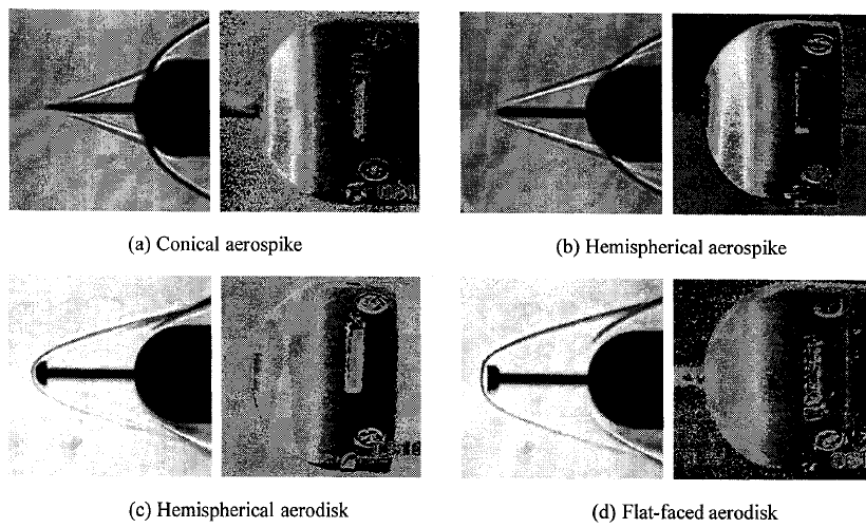 (a) Conical aerospike
(b) Hemispherical aerospike
(c) Hemispherical aerodisk
(d) Flat-faced aerodisk